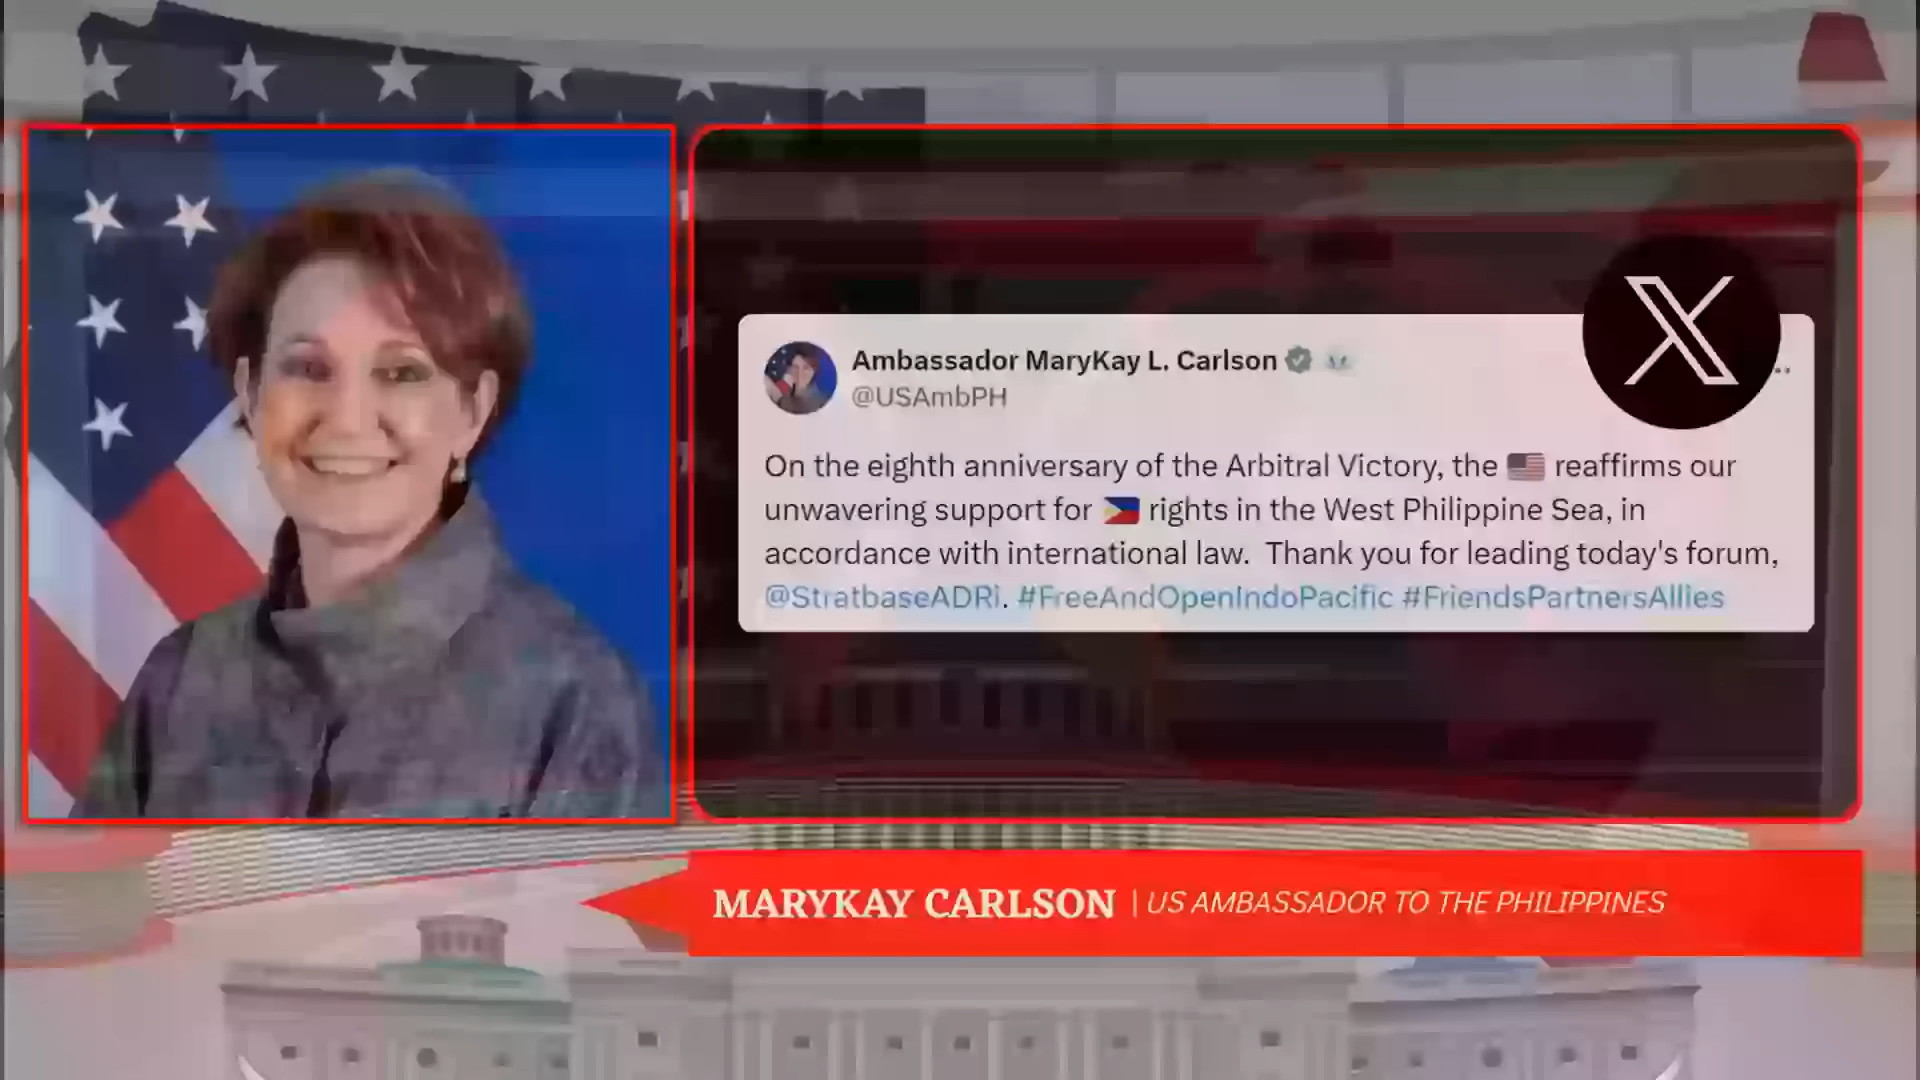 Ambassador MaryKay L. Carlson
@USAmbPH
On the eighth anniversary of the Arbitral Victory, the 🇺🇸 reaffirms our
unwavering support for 🇵🇭 rights in the West Philippine Sea, in
accordance with international law.  Thank you for leading today's forum,
@StratbaseADRi. #FreeAndOpenIndoPacific #FriendsPartnersAllies
MARYKAY CARLSON | US AMBASSADOR TO THE PHILIPPINES